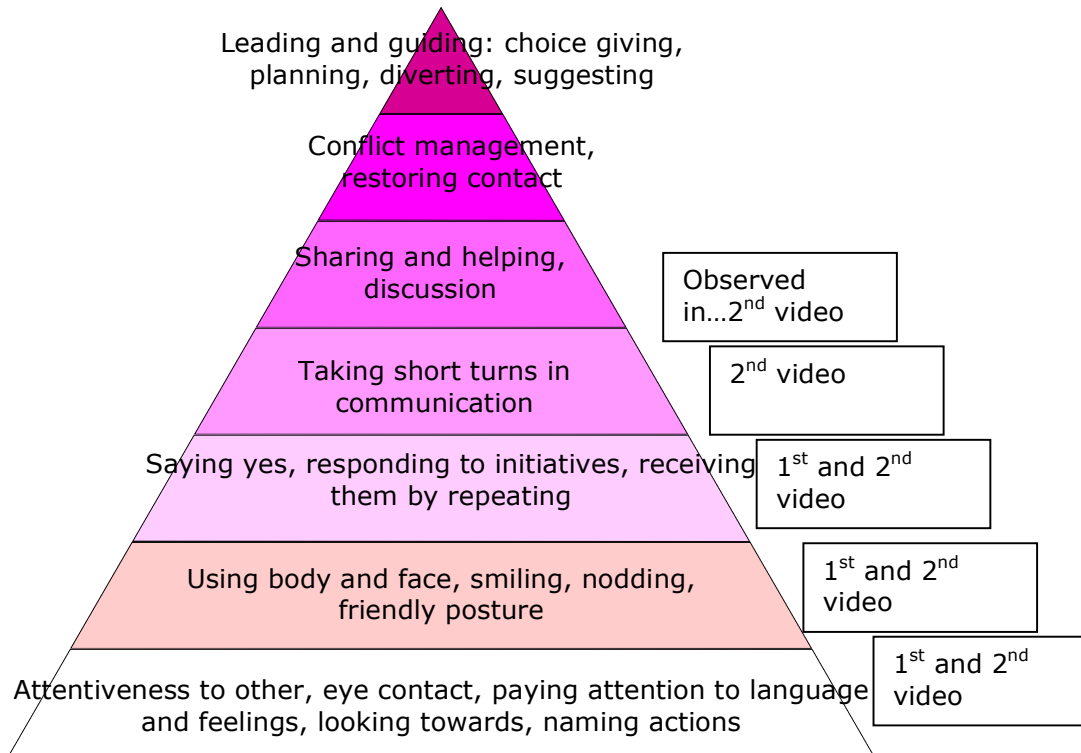 Leading and guiding: choice giving,
planning, diverting, suggesting
Conflict management,
restoring contact
Sharing and helping,
discussion
Observed
in…2nd video
Taking short turns in
communication
2nd video
Saying yes, responding to initiatives, receiving
them by repeating
1st and 2nd
video
Using body and face, smiling, nodding,
friendly posture
1st and 2nd
video
Attentiveness to other, eye contact, paying attention to language
and feelings, looking towards, naming actions
1st and 2nd
video